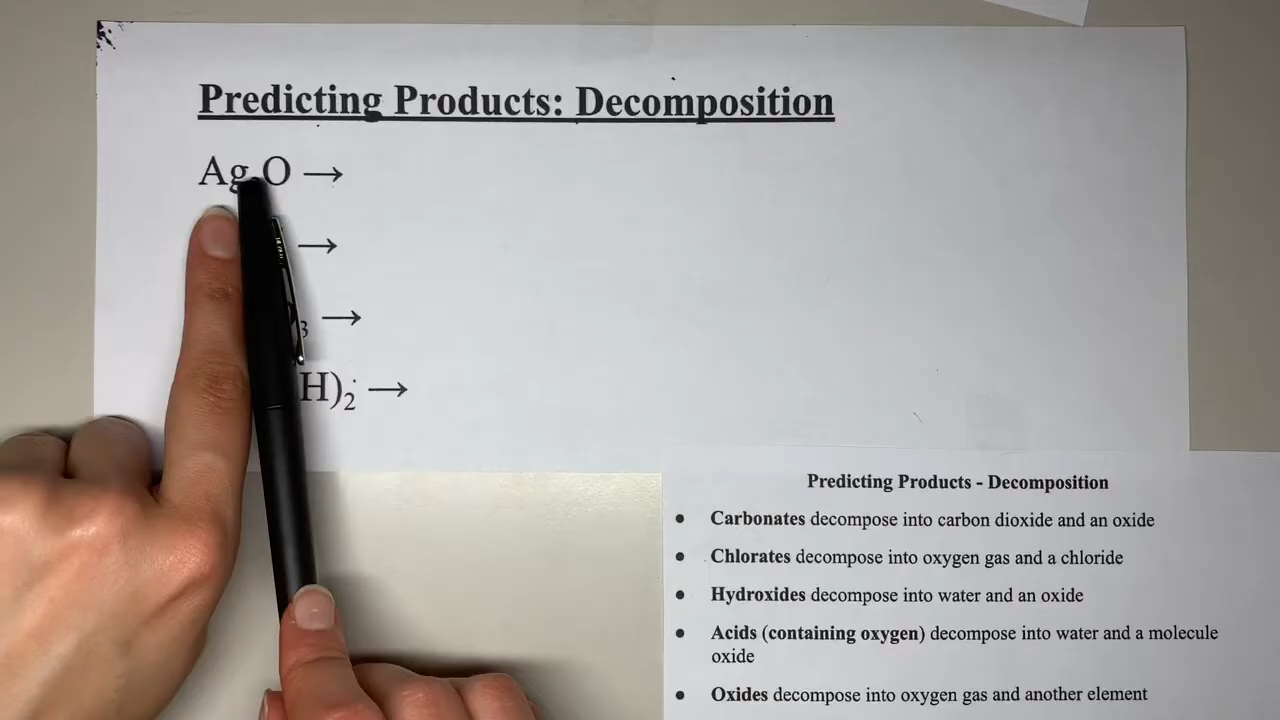 Predicting Products: Decomposition
Ag₂O →
→
₃ →
H)₂ →
Predicting Products - Decomposition
● Carbonates decompose into carbon dioxide and an oxide
● Chlorates decompose into oxygen gas and a chloride
● Hydroxides decompose into water and an oxide
● Acids (containing oxygen) decompose into water and a molecule
oxide
● Oxides decompose into oxygen gas and another element